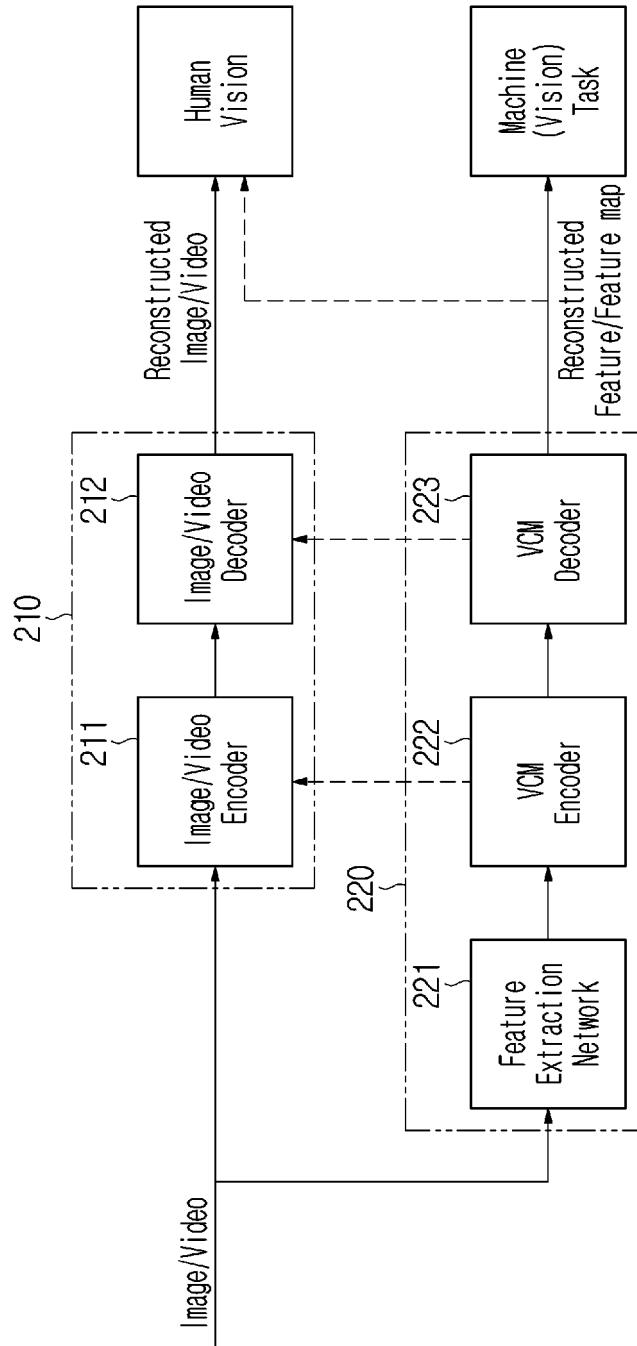 Image/Video
210
211
Image/Video
Encoder
212
Image/Video
Decoder
Reconstructed
Image/Video
Human
Vision
220
221
Feature
Extraction
Network
222
VCM
Encoder
223
VCM
Decoder
Reconstructed
Feature/Feature map
Machine
(Vision)
Task